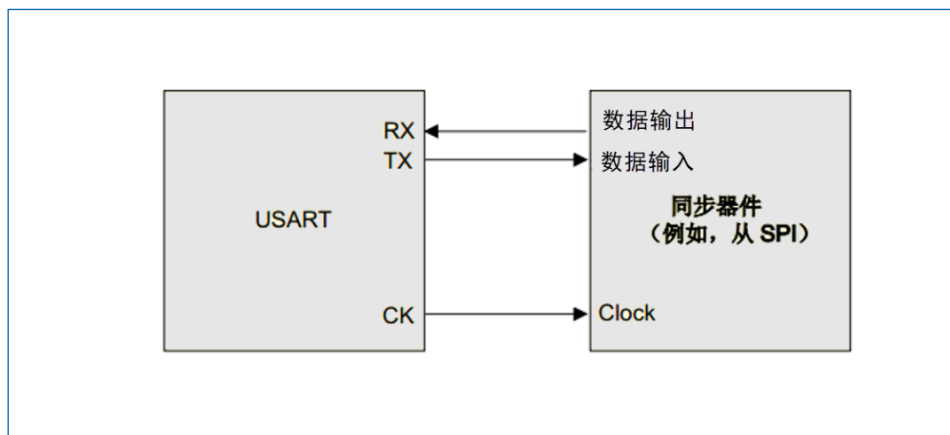 RX
TX
USART
CK
数据输出
数据输入
同步器件
（例如，从 SPI）
Clock